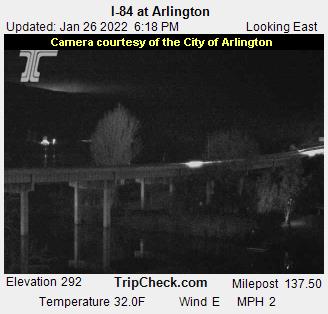 I-84 at Arlington
Updated: Jan 26 2022 6:18 PM Looking East
Camera courtesy of the City of Arlington
Elevation 292 TripCheck.com Milepost 137.50
Temperature 32.0F Wind E MPH 2